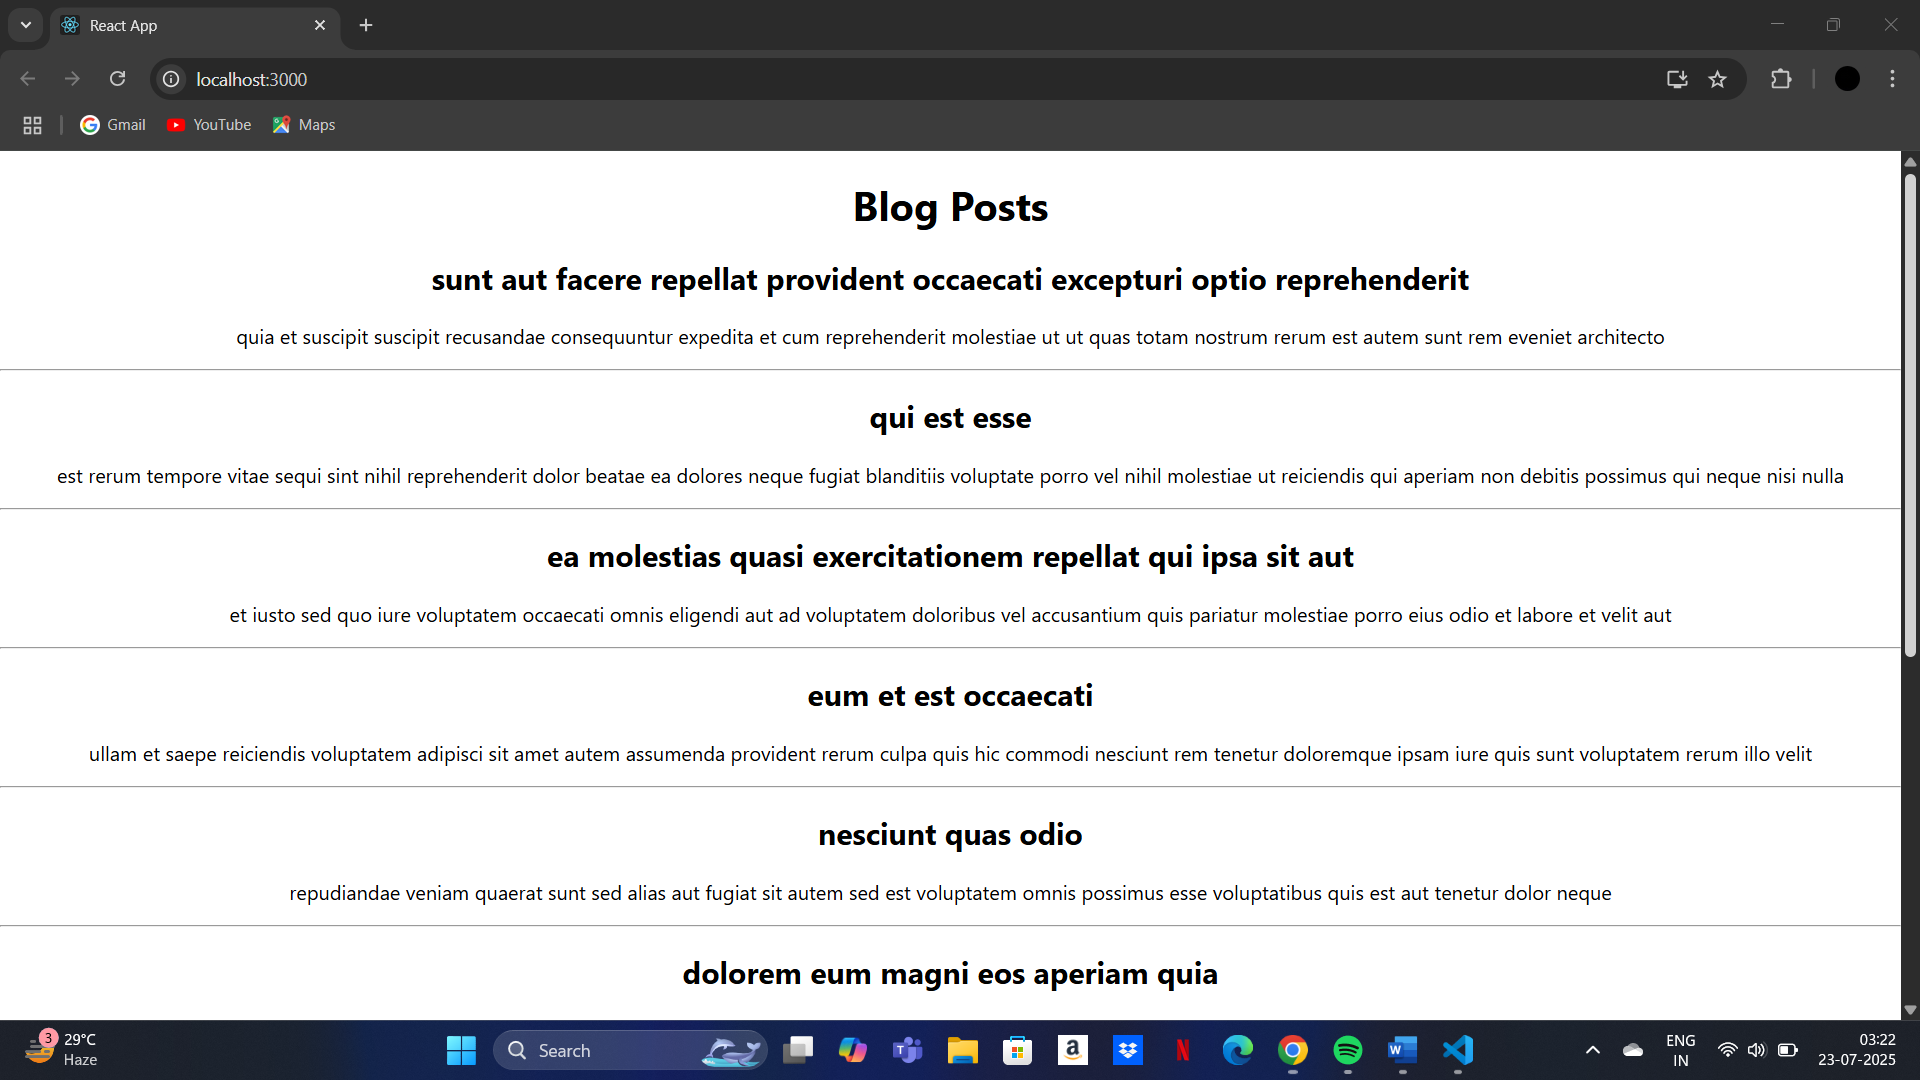 React App
localhost:3000
Gmail YouTube Maps
Blog Posts
sunt aut facere repellat provident occaecati excepturi optio reprehenderit
quia et suscipit suscipit recusandae consequuntur expedita et cum reprehenderit molestiae ut ut quas totam nostrum rerum est autem sunt rem eveniet architecto
qui est esse
est rerum tempore vitae sequi sint nihil reprehenderit dolor beatae ea dolores neque fugiat blanditiis voluptate porro vel nihil molestiae ut reiciendis qui aperiam non debitis possimus qui neque nisi nulla
ea molestias quasi exercitationem repellat qui ipsa sit aut
et iusto sed quo iure voluptatem occaecati omnis eligendi aut ad voluptatem doloribus vel accusantium quis pariatur molestiae porro eius odio et labore et velit aut
eum et est occaecati
ullam et saepe reiciendis voluptatem adipisci sit amet autem assumenda provident rerum culpa quis hic commodi nesciunt rem tenetur doloremque ipsam iure quis sunt voluptatem rerum illo velit
nesciunt quas odio
repudiandae veniam quaerat sunt sed alias aut fugiat sit autem sed est voluptatem omnis possimus esse voluptatibus quis est aut tenetur dolor neque
dolorem eum magni eos aperiam quia
3 29°C
Haze
Search
ENG
IN
03:22
23-07-2025